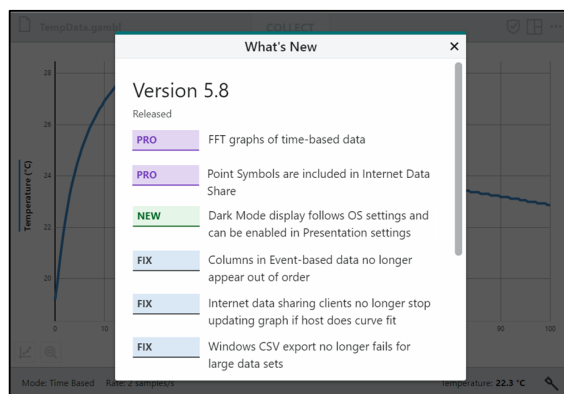 TempData.gambl
COLLECT
What's New
Version 5.8
Released
PRO FFT graphs of time-based data
PRO Point Symbols are included in Internet Data
Share
NEW Dark Mode display follows OS settings and
can be enabled in Presentation settings
FIX Columns in Event-based data no longer
appear out of order
FIX Internet data sharing clients no longer stop
updating graph if host does curve fit
FIX Windows CSV export no longer fails for
large data sets
Temperature (°C)
28
26
24
22
20
0 10 90 100
Mode: Time Based Rate: 2 samples/s Temperature: 22.3 °C